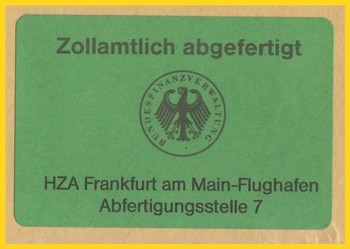 Zollamtlich abgefertigt
BUNDESFINANZVERWALTUNG
HZA Frankfurt am Main-Flughafen
Abfertigungsstelle 7